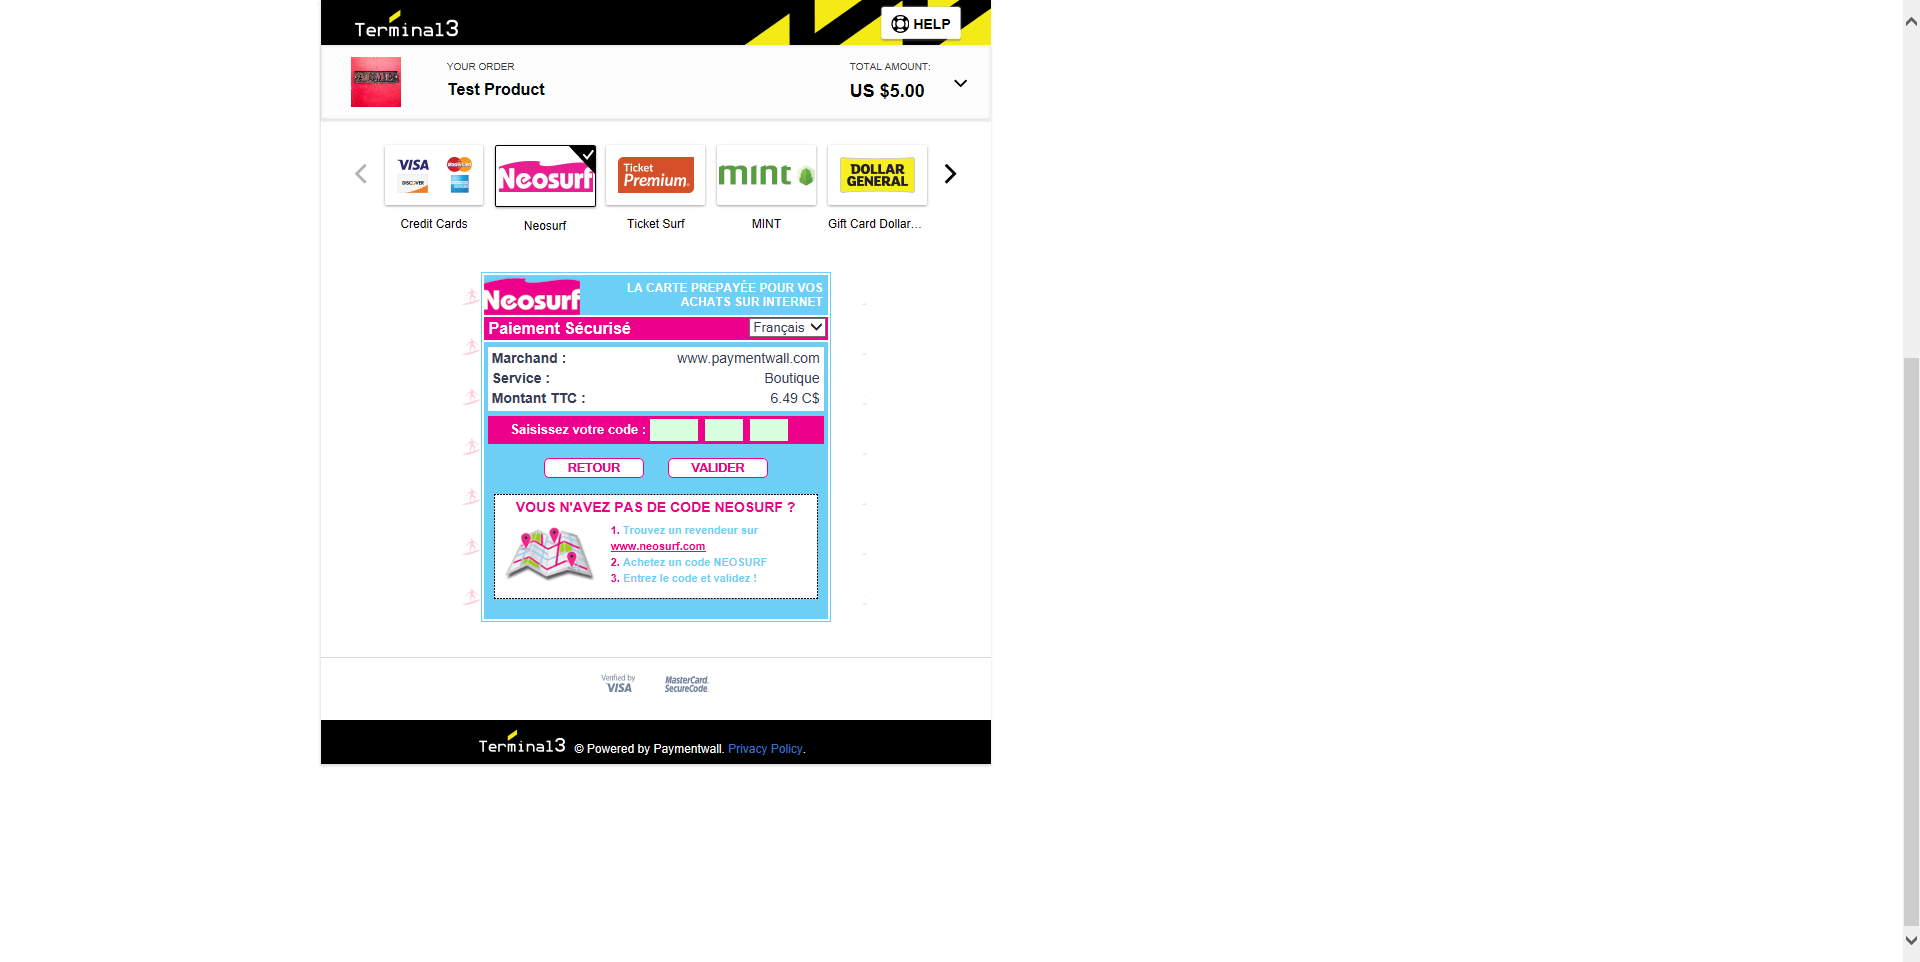 Terminal3
HELP
YOUR ORDER
Test Product
TOTAL AMOUNT:
US $5.00
VISA
MasterCard
DISCOVER
Neosurf
Ticket
Premium
mint
DOLLAR
GENERAL
Credit Cards
Neosurf
Ticket Surf
MINT
Gift Card Dollar...
Neosurf
LA CARTE PREPAYÉE POUR VOS
ACHATS SUR INTERNET
Paiement Sécurisé
Français
Marchand : www.paymentwall.com
Service : Boutique
Montant TTC : 6.49 C$
Saisissez votre code :
RETOUR
VALIDER
VOUS N'AVEZ PAS DE CODE NEOSURF ?
1. Trouvez un revendeur sur
www.neosurf.com
2. Achetez un code NEOSURF
3. Entrez le code et validez !
Verified by
VISA
MasterCard.
SecureCode.
Terminal3 © Powered by Paymentwall. Privacy Policy.